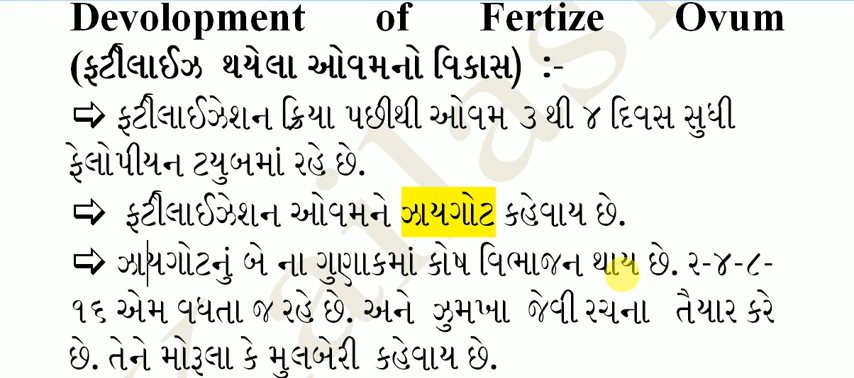 Devolopment of Fertize Ovum
(ફર્ટીલાઈઝ થયેલા ઓવમનો વિકાસ) :-
⇨ ફર્ટીલાઈઝેશન ક્રિયા પછીથી ઓવમ ૩ થી ૪ દિવસ સુધી
ફેલોપીયન ટયુબમાં રહે છે.
⇨ ફર્ટીલાઈઝેશન ઓવમને ઝાયગોટ કહેવાય છે.
⇨ ઝાયગોટનું બે ના ગુણાકમાં કોષ વિભાજન થાય છે. ૨-૪-૮-
૧૬ એમ વધતા જ રહે છે. અને ઝુમખા જેવી રચના તૈયાર કરે
છે. તેને મોરૂલા કે મુલબેરી કહેવાય છે.